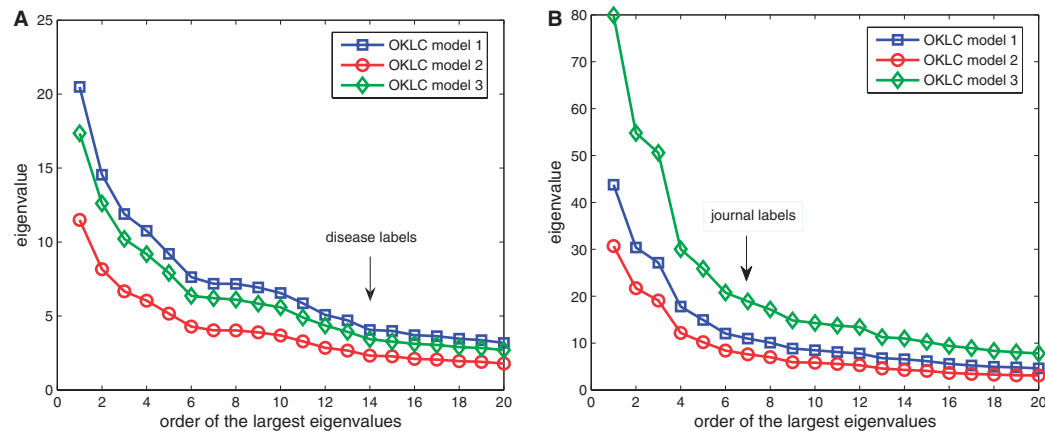 A
OKLC model 1
OKLC model 2
OKLC model 3
disease labels
eigenvalue
25
20
15
10
5
0
0 2 4 6 8 10 12 14 16 18 20
order of the largest eigenvalues
B
OKLC model 1
OKLC model 2
OKLC model 3
journal labels
eigenvalue
80
70
60
50
40
30
20
10
0
0 2 4 6 8 10 12 14 16 18 20
order of the largest eigenvalues